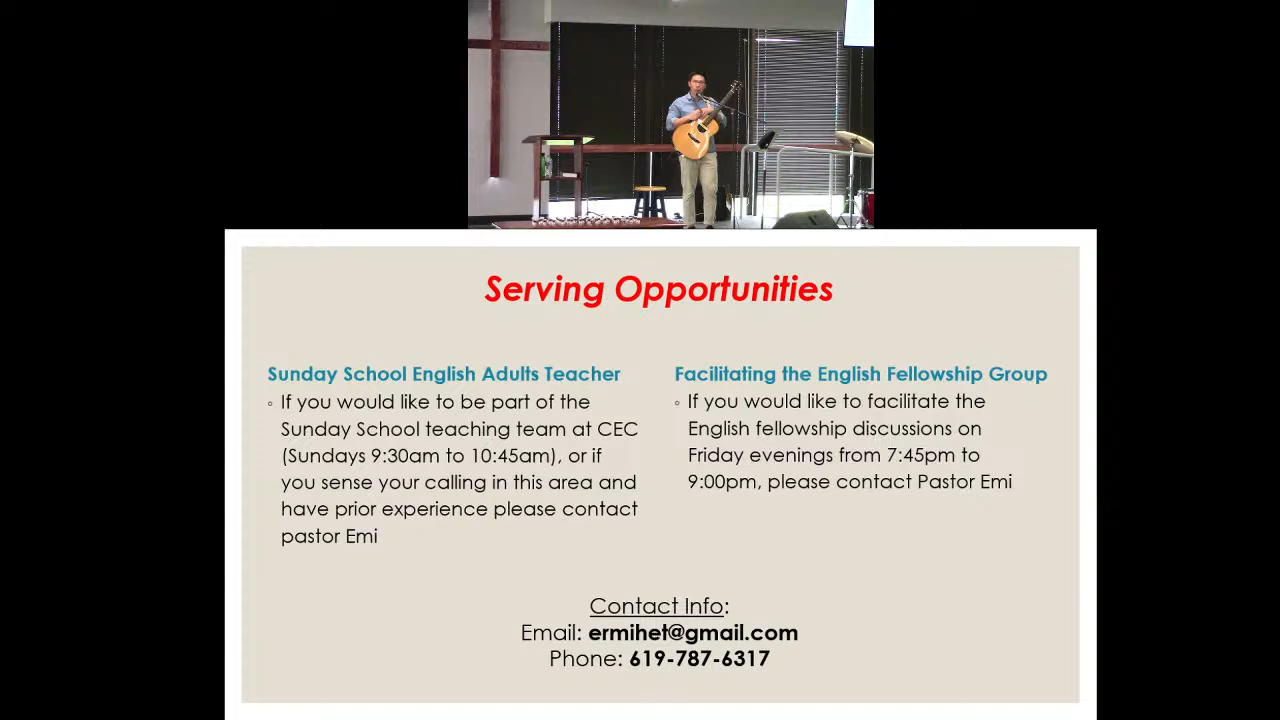 Serving Opportunities
Sunday School English Adults Teacher
◦ If you would like to be part of the
Sunday School teaching team at CEC
(Sundays 9:30am to 10:45am), or if
you sense your calling in this area and
have prior experience please contact
pastor Emi
Facilitating the English Fellowship Group
◦ If you would like to facilitate the
English fellowship discussions on
Friday evenings from 7:45pm to
9:00pm, please contact Pastor Emi
Contact Info:
Email: ermihet@gmail.com
Phone: 619-787-6317